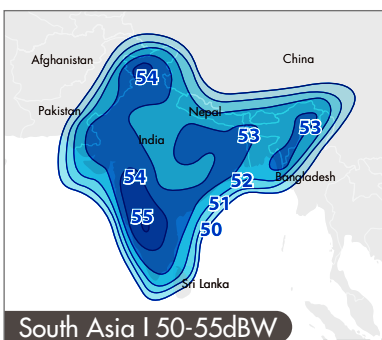 Afghanistan
China
54
Pakistan
Nepal
53
53
India
54
52
Bangladesh
51
55
50
Sri Lanka
South Asia | 50-55dBW